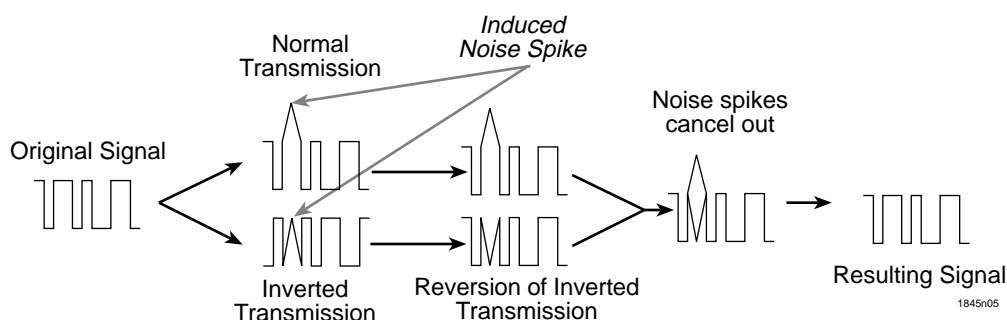 Induced
Noise Spike
Normal
Transmission
Noise spikes
cancel out
Original Signal
Inverted
Transmission
Reversion of Inverted
Transmission
Resulting Signal
1845n05